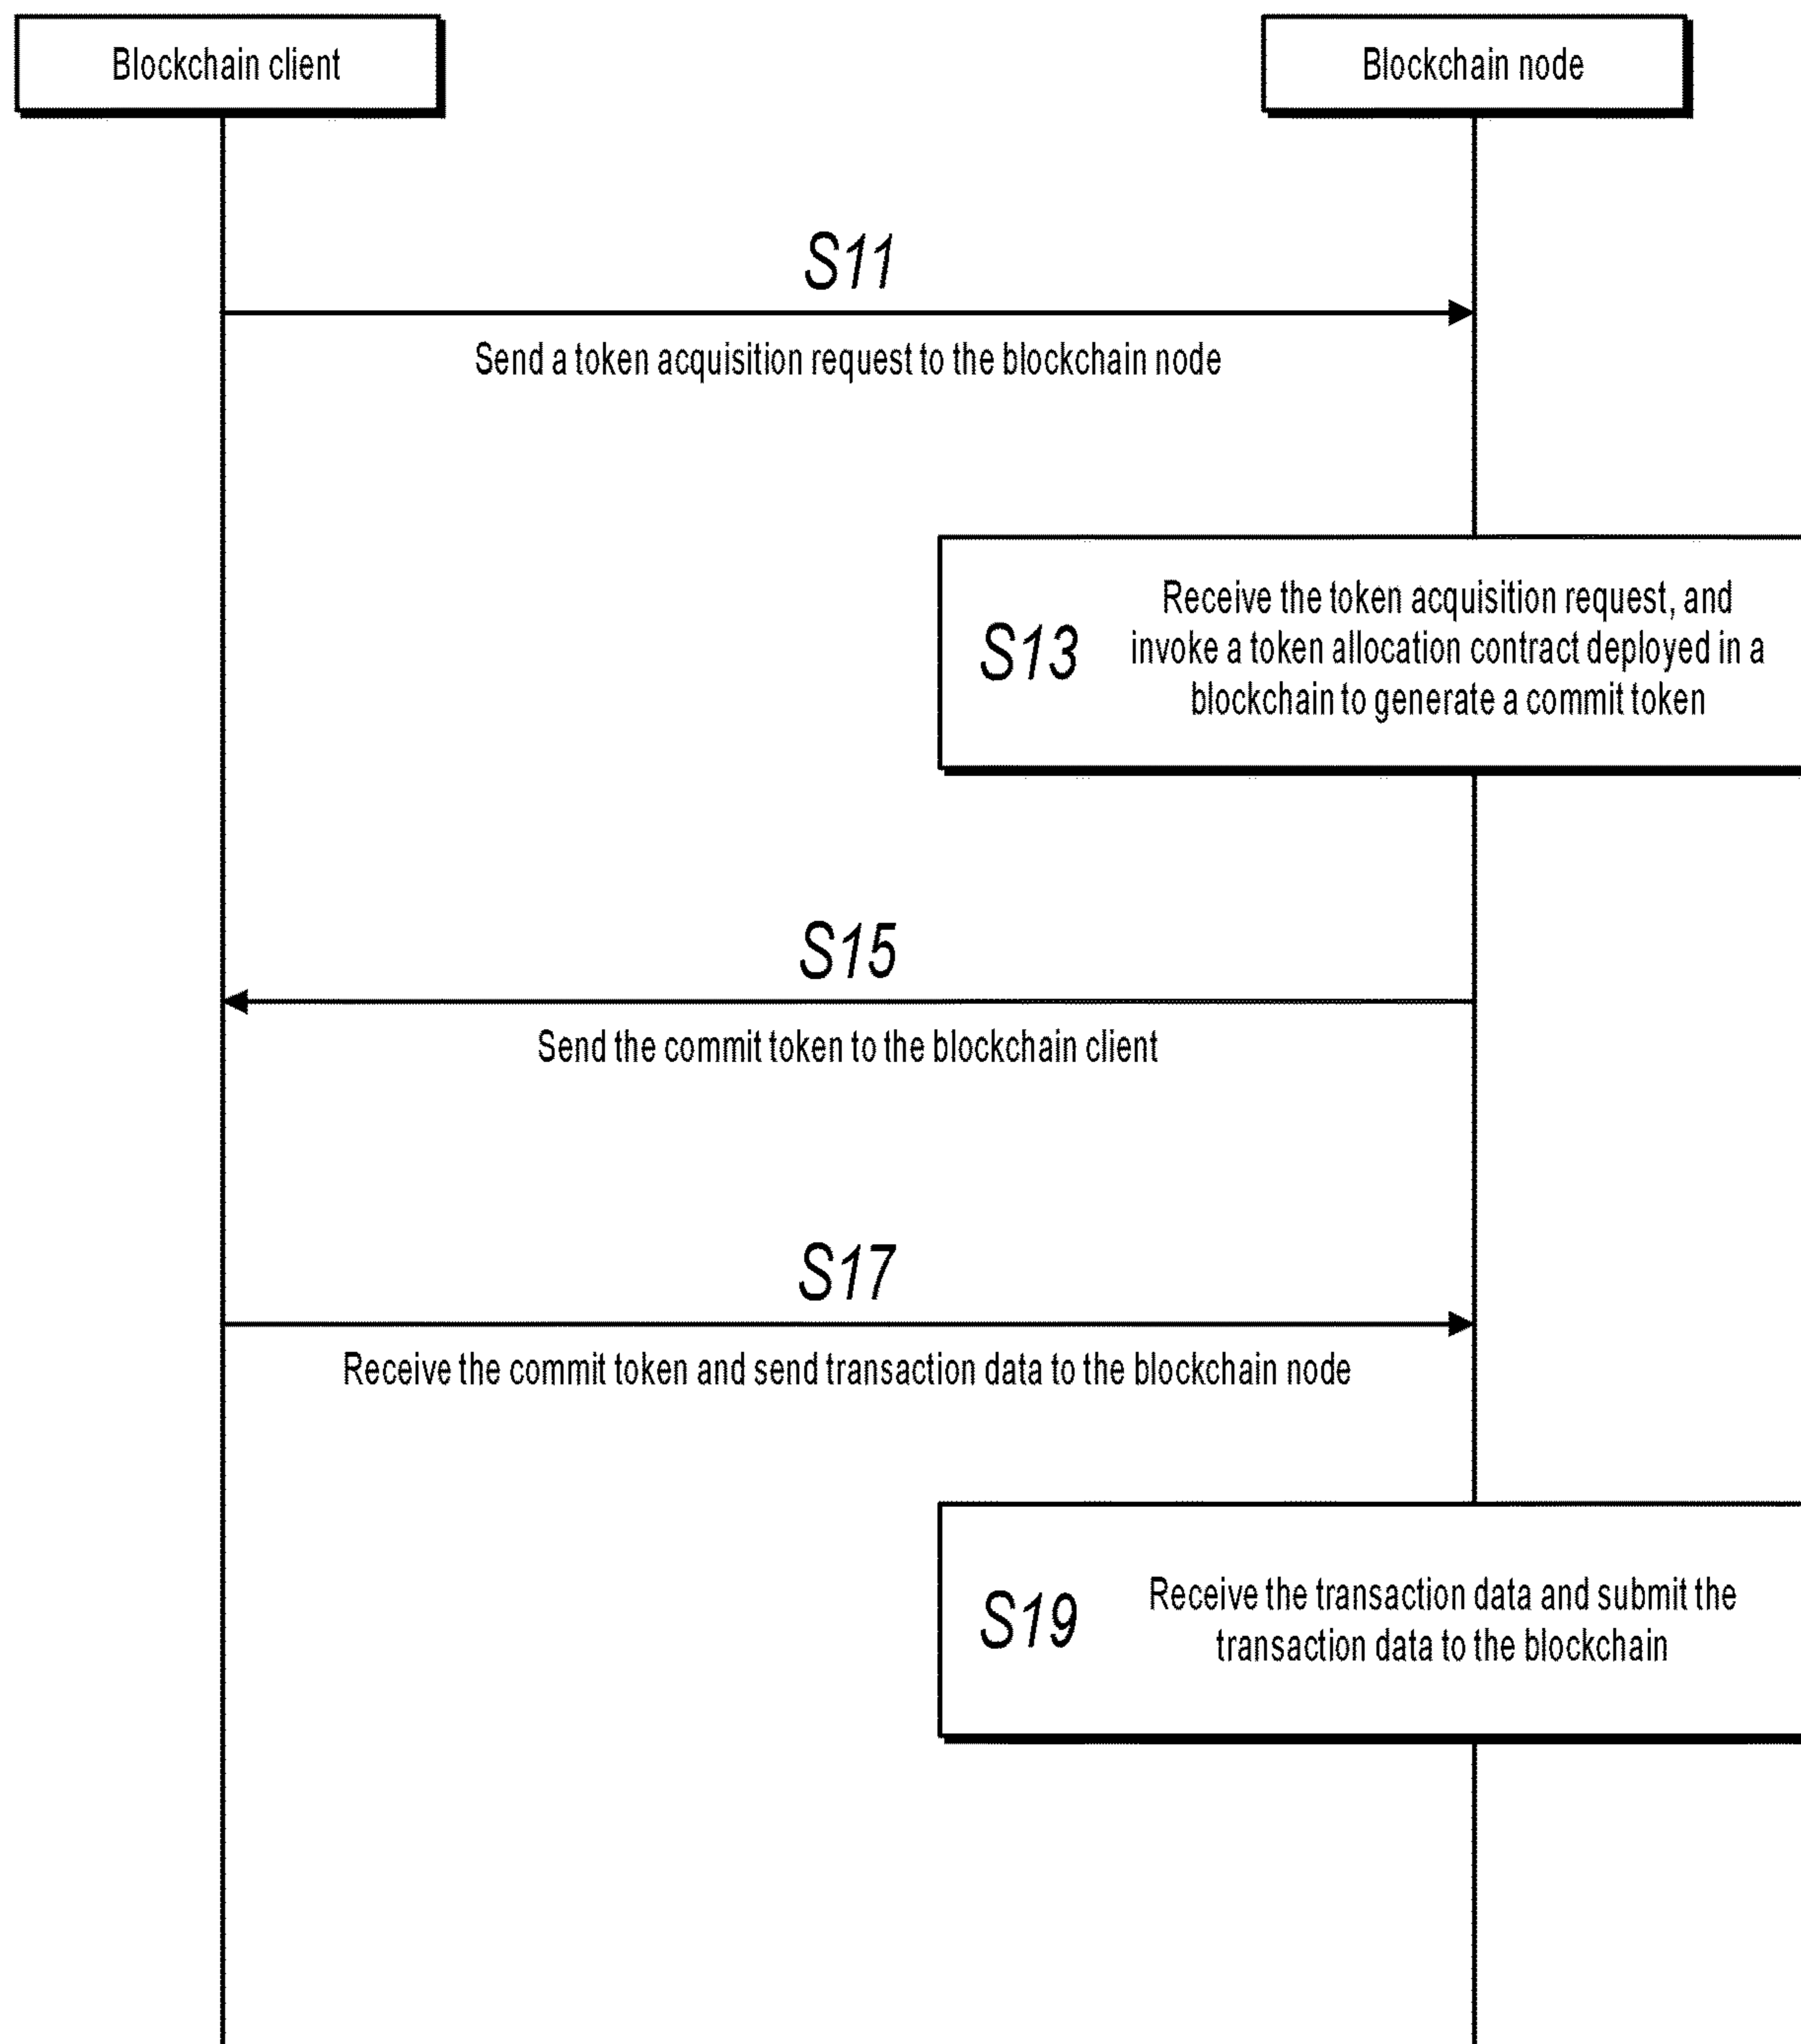 Blockchain client
Blockchain node
S11
Send a token acquisition request to the blockchain node
S13
Receive the token acquisition request, and
invoke a token allocation contract deployed in a
blockchain to generate a commit token
S15
Send the commit token to the blockchain client
S17
Receive the commit token and send transaction data to the blockchain node
S19
Receive the transaction data and submit the
transaction data to the blockchain